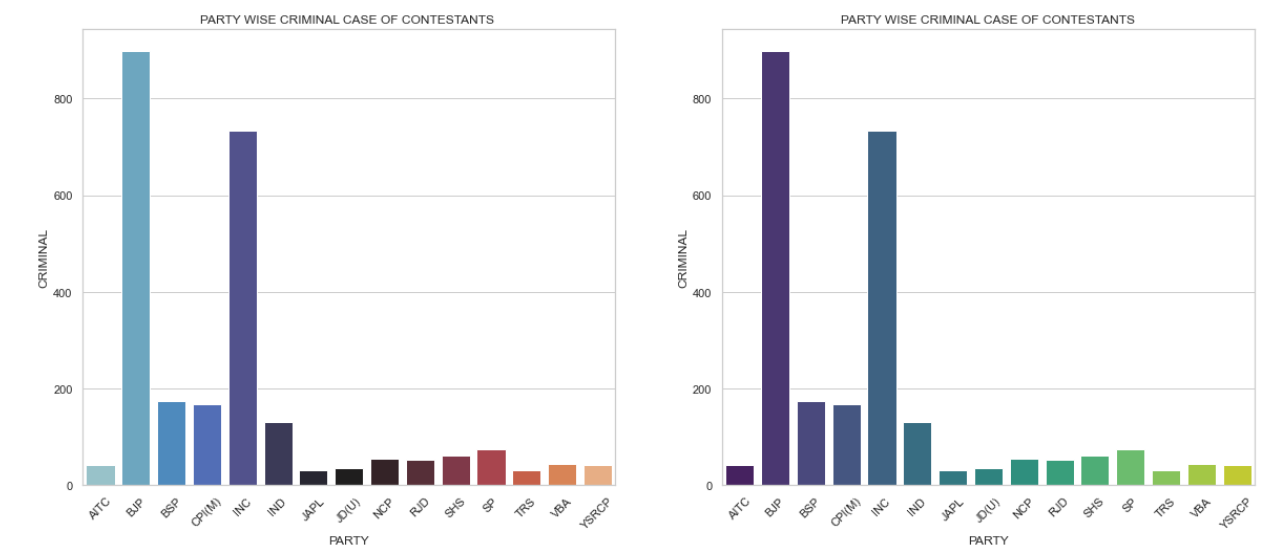 PARTY WISE CRIMINAL CASE OF CONTESTANTS
800
600
400
200
0
CRIMINAL
AITC BJP BSP CPI(M) INC IND JAPL JD(U) NCP RJD SHS SP TRS VBA YSRCP
PARTY
PARTY WISE CRIMINAL CASE OF CONTESTANTS
800
600
400
200
0
CRIMINAL
AITC BJP BSP CPI(M) INC IND JAPL JD(U) NCP RJD SHS SP TRS VBA YSRCP
PARTY